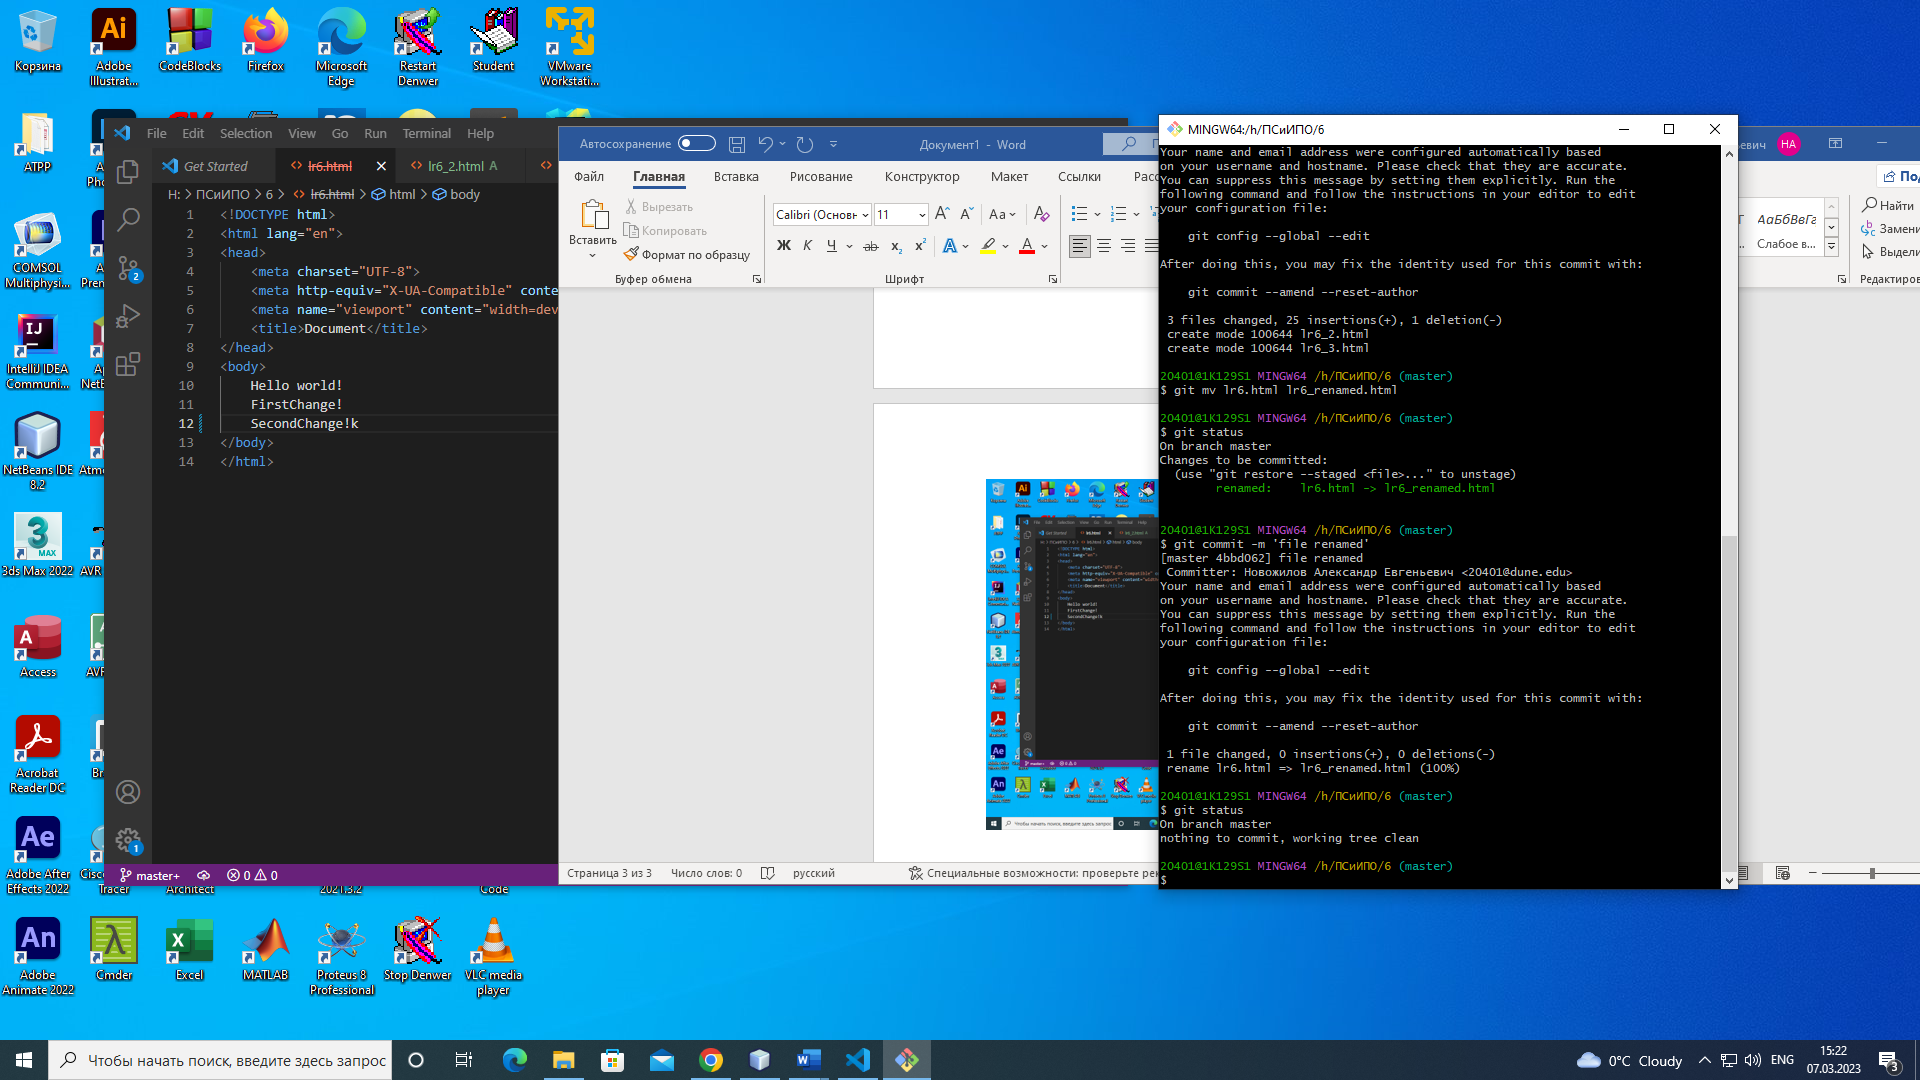 Корзина
Adobe Illustrat...
CodeBlocks
Firefox
Microsoft Edge
Restart Denwer
Student
VMware Workstati...
ATPP
COMSOL Multiphysi...
IntelliJ IDEA Communi...
NetBeans IDE 8.2
3ds Max 2022
Access
Acrobat Reader DC
Adobe After Effects 2022
Adobe Animate 2022
Cmder
Excel
MATLAB
Proteus 8 Professional
Stop Denwer
VLC media player
Tracer
Architect
2021.3.2
Code
File Edit Selection View Go Run Terminal Help
Get Started
lr6.html
lr6_2.html A
H: > ПСиИПО > 6 > lr6.html > html > body
1 <!DOCTYPE html>
2 <html lang="en">
3 <head>
4 <meta charset="UTF-8">
5 <meta http-equiv="X-UA-Compatible" conte
6 <meta name="viewport" content="width=dev
7 <title>Document</title>
8 </head>
9 <body>
10 Hello world!
11 FirstChange!
12 SecondChange!k
13 </body>
14 </html>
2
1
master+
0 0
Автосохранение
Документ1 - Word
евич НА
Файл Главная Вставка Рисование Конструктор Макет Ссылки Расс
Под
Вставить
Вырезать
Копировать
Формат по образцу
Буфер обмена
Calibri (Основн 11
Шрифт
АаБбВвГг
Слабое в...
Найти
Замени
Выдели
Редактиров
Страница 3 из 3 Число слов: 0 русский Специальные возможности: проверьте рек
MINGW64:/h/ПСиИПО/6
Your name and email address were configured automatically based
on your username and hostname. Please check that they are accurate.
You can suppress this message by setting them explicitly. Run the
following command and follow the instructions in your editor to edit
your configuration file:
git config --global --edit
After doing this, you may fix the identity used for this commit with:
git commit --amend --reset-author
3 files changed, 25 insertions(+), 1 deletion(-)
create mode 100644 lr6_2.html
create mode 100644 lr6_3.html
20401@1K129S1 MINGW64 /h/ПСиИПО/6 (master)
$ git mv lr6.html lr6_renamed.html
20401@1K129S1 MINGW64 /h/ПСиИПО/6 (master)
$ git status
On branch master
Changes to be committed:
(use "git restore --staged <file>..." to unstage)
renamed: lr6.html -> lr6_renamed.html
20401@1K129S1 MINGW64 /h/ПСиИПО/6 (master)
$ git commit -m 'file renamed'
[master 4bbd062] file renamed
Committer: Новожилов Александр Евгеньевич <20401@dune.edu>
Your name and email address were configured automatically based
on your username and hostname. Please check that they are accurate.
You can suppress this message by setting them explicitly. Run the
following command and follow the instructions in your editor to edit
your configuration file:
git config --global --edit
After doing this, you may fix the identity used for this commit with:
git commit --amend --reset-author
1 file changed, 0 insertions(+), 0 deletions(-)
rename lr6.html => lr6_renamed.html (100%)
20401@1K129S1 MINGW64 /h/ПСиИПО/6 (master)
$ git status
On branch master
nothing to commit, working tree clean
20401@1K129S1 MINGW64 /h/ПСиИПО/6 (master)
$
Чтобы начать поиск, введите здесь запрос
0°C Cloudy
ENG
15:22
07.03.2023
3